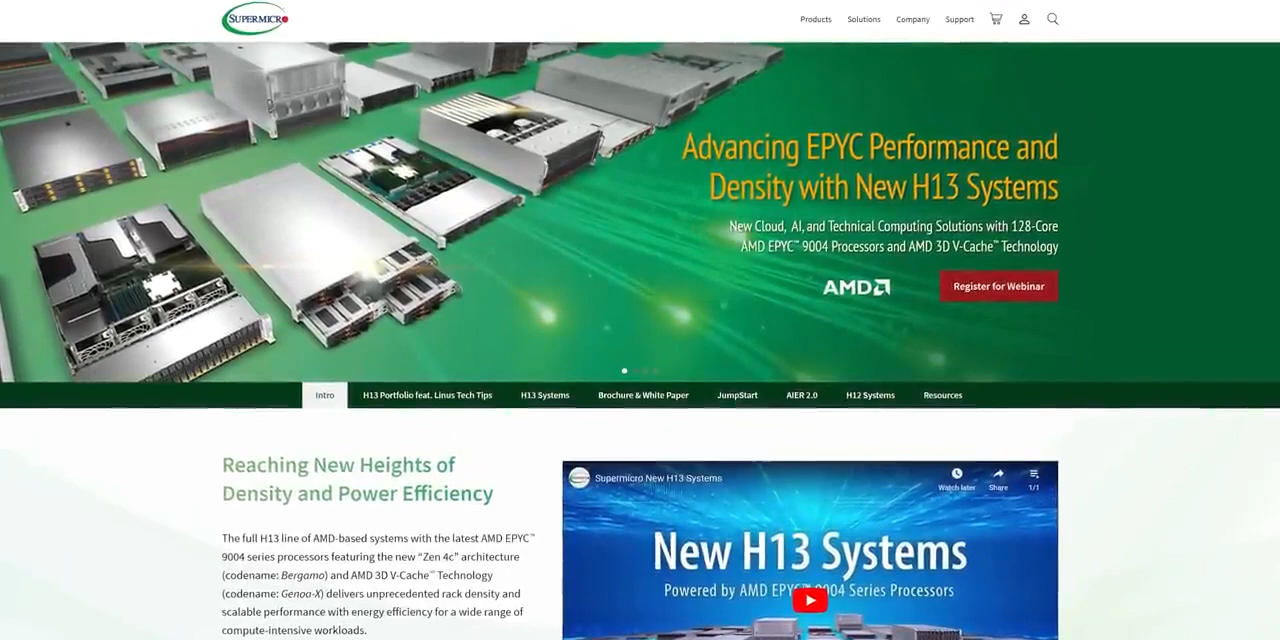 SUPERMICRO
Products
Solutions
Company
Support
Advancing EPYC Performance and
Density with New H13 Systems
New Cloud, AI, and Technical Computing Solutions with 128-Core
AMD EPYC™ 9004 Processors and AMD 3D V-Cache™ Technology
AMD
Register for Webinar
Intro
H13 Portfolio feat. Linus Tech Tips
H13 Systems
Brochure & White Paper
JumpStart
AIER 2.0
H12 Systems
Resources
Reaching New Heights of
Density and Power Efficiency
The full H13 line of AMD-based systems with the latest AMD EPYC™
9004 series processors featuring the new “Zen 4c” architecture
(codename: Bergamo) and AMD 3D V-Cache™ Technology
(codename: Genoa-X) delivers unprecedented rack density and
scalable performance with energy efficiency for a wide range of
compute-intensive workloads.
Supermicro New H13 Systems
Watch later
Share
1/1
New H13 Systems
Powered by AMD EPYC™ 9004 Series Processors